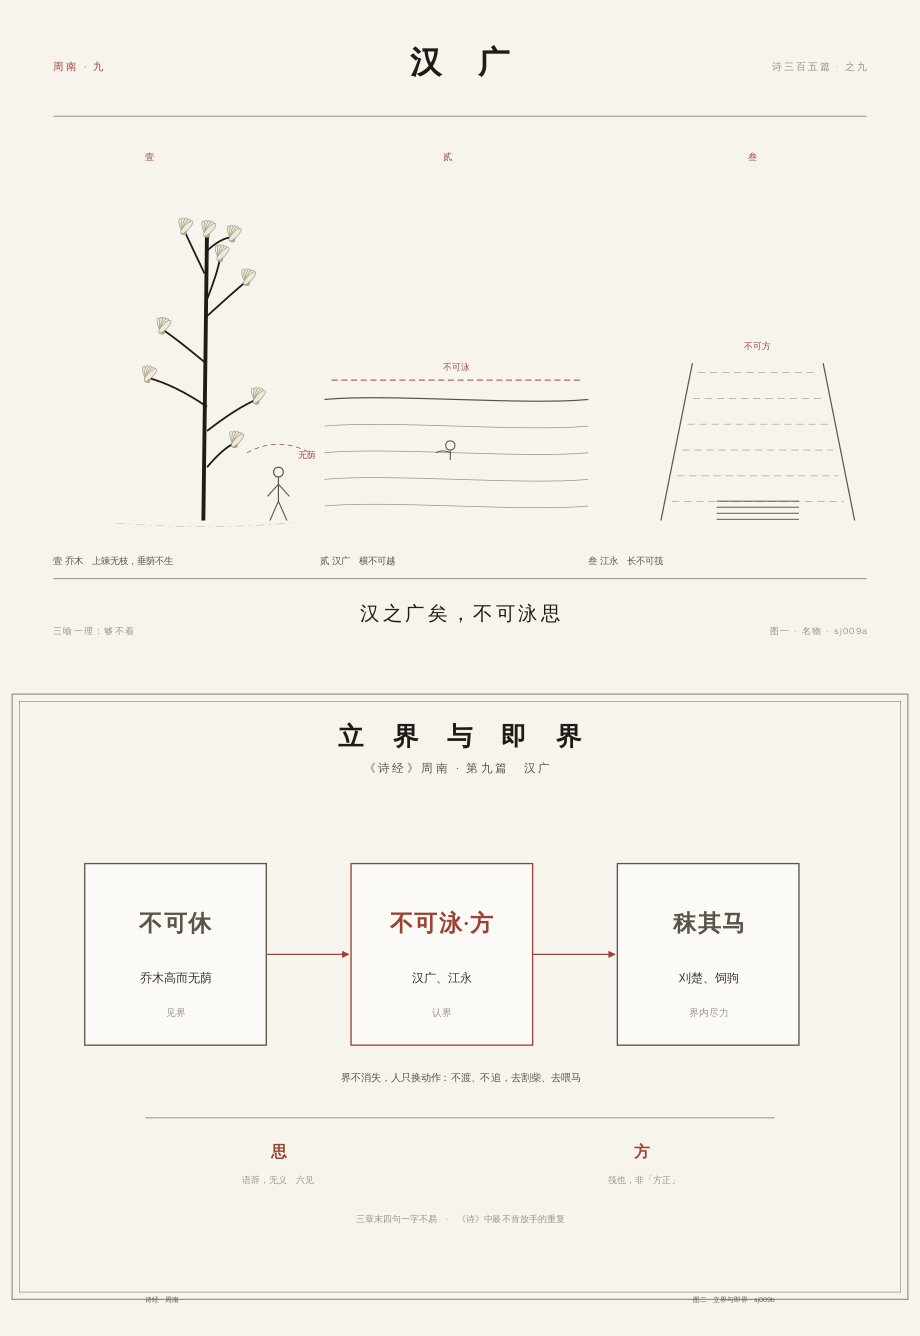 周南 · 九
汉 广
诗三百五篇 · 之九
壹
贰
叁
不可泳
不可方
无荫
壹 乔木　上竦无枝，垂荫不生
贰 汉广　横不可越
叁 江永　长不可筏
汉之广矣，不可泳思
三喻一理：够不着
图一 · 名物 · sj009a
立 界 与 即 界
《诗经》周南 · 第九篇　汉广
不可休
乔木高而无荫
见界
不可泳·方
汉广、江永
认界
秣其马
刈楚、饲驹
界内尽力
界不消失，人只换动作：不渡、不追，去割柴、去喂马
思
语辞，无义　六见
方
筏也，非「方正」
三章末四句一字不易　·　《诗》中最不肯放手的重复
诗经 · 周南
图二 · 立界与即界 · sj009b